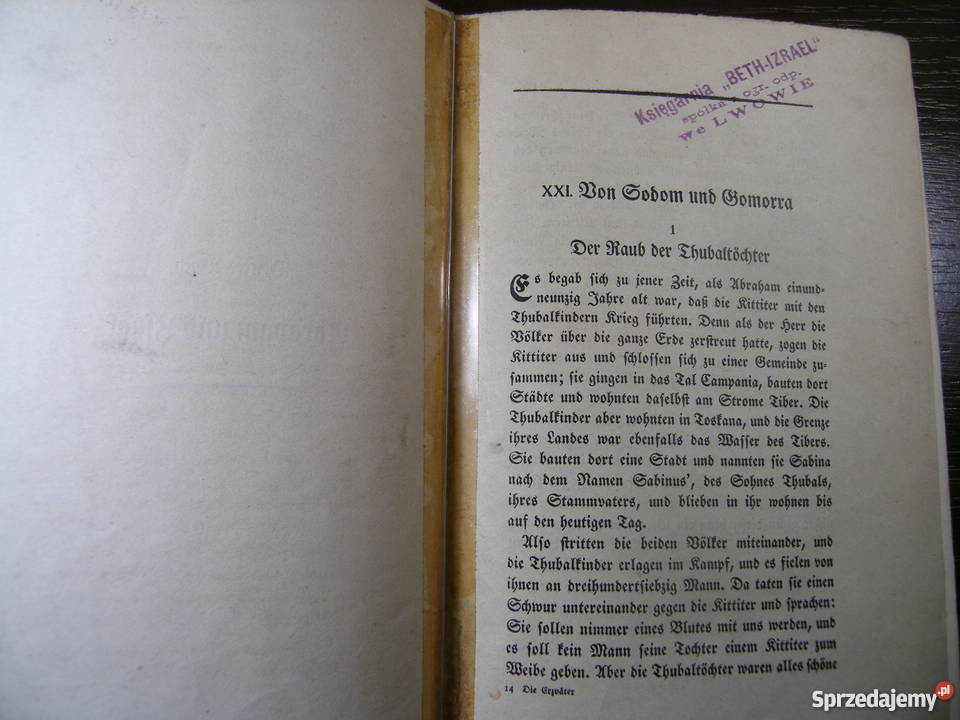 Księgarnia „BETH-IZRAEL"
spółka z ogr. odp.
we LWOWIE
XXI. Von Sodom und Gomorra
1
Der Raub der Thubaltöchter
Es begab sich zu jener Zeit, als Abraham einund-
neunzig Jahre alt war, daß die Kittiter mit den
Thubalkindern Krieg führten. Denn als der Herr die
Völker über die ganze Erde zerstreut hatte, zogen die
Kittiter aus und schlossen sich zu einer Gemeinde zu-
sammen; sie gingen in das Tal Campania, bauten dort
Städte und wohnten daselbst am Strome Tiber. Die
Thubalkinder aber wohnten in Toskana, und die Grenze
ihres Landes war ebenfalls das Wasser des Tibers.
Sie bauten dort eine Stadt und nannten sie Sabina
nach dem Namen Sabinus', des Sohnes Thubals,
ihres Stammvaters, und blieben in ihr wohnen bis
auf den heutigen Tag.
Also stritten die beiden Völker miteinander, und
die Thubalkinder erlagen im Kampf, und es fielen von
ihnen an dreihundertsiebzig Mann. Da taten sie einen
Schwur untereinander gegen die Kittiter und sprachen:
Sie sollen nimmer eines Blutes mit uns werden, und
es soll kein Mann seine Tochter einem Kittiter zum
Weibe geben. Aber die Thubaltöchter waren alles schöne
14 Die Erzväter
Sprzedajemy.pl